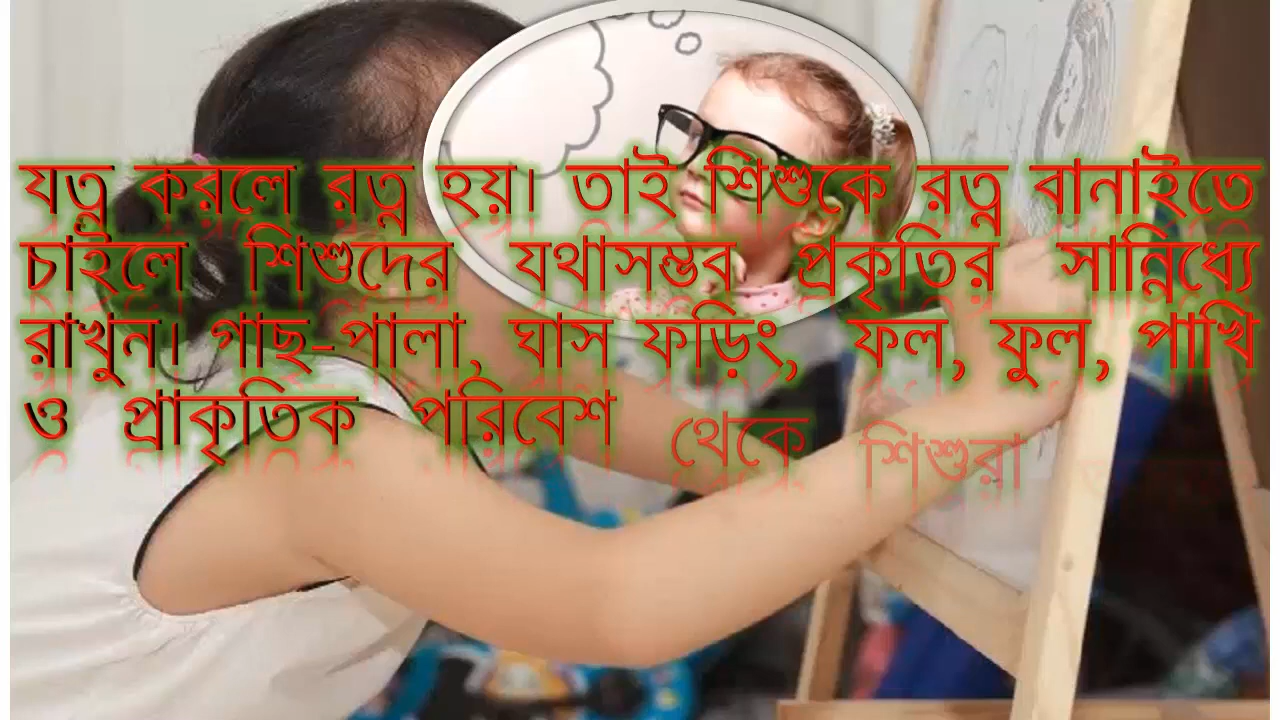 যত্ন করলে রত্ন হয়। তাই শিশুকে রত্ন বানাইতে
চাইলে শিশুদের যথাসম্ভব প্রকৃতির সান্নিধ্যে
রাখুন। গাছ-পালা, ঘাস ফড়িং, ফল, ফুল, পাখি
ও প্রাকৃতিক পরিবেশ থেকে শিশুরা